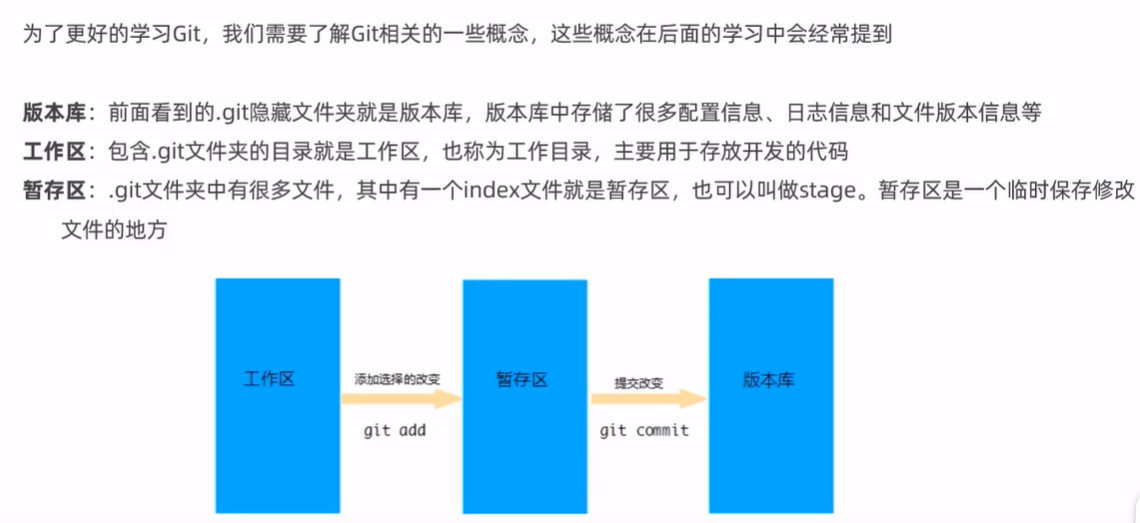 为了更好的学习Git，我们需要了解Git相关的一些概念，这些概念在后面的学习中会经常提到
版本库：前面看到的.git隐藏文件夹就是版本库，版本库中存储了很多配置信息、日志信息和文件版本信息等
工作区：包含.git文件夹的目录就是工作区，也称为工作目录，主要用于存放开发的代码
暂存区：.git文件夹中有很多文件，其中有一个index文件就是暂存区，也可以叫做stage。暂存区是一个临时保存修改
文件的地方
工作区
添加选择的改变
git add
暂存区
提交改变
git commit
版本库